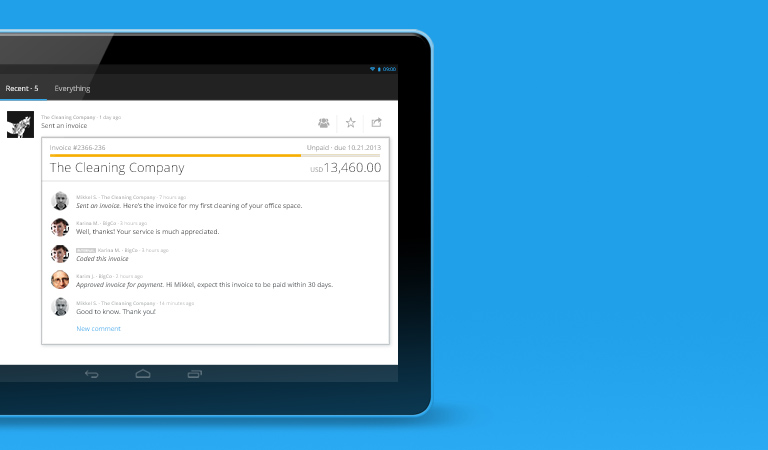 09:00
Recent - 5 Everything
The Cleaning Company · 1 day ago
Sent an invoice
Invoice #2366-236 Unpaid - due 10.21.2013
The Cleaning Company USD 13,460.00
Mikkel S. · The Cleaning Company · 7 hours ago
Sent an invoice. Here's the invoice for my first cleaning of your office space.
Karina M. · BigCo · 3 hours ago
Well, thanks! Your service is much appreciated.
Karina M. · BigCo · 3 hours ago
Coded this invoice
Karin J. · BigCo · 2 hours ago
Approved invoice for payment. Hi Mikkel, expect this invoice to be paid within 30 days.
Mikkel S. · The Cleaning Company · 14 minutes ago
Good to know. Thank you!
New comment